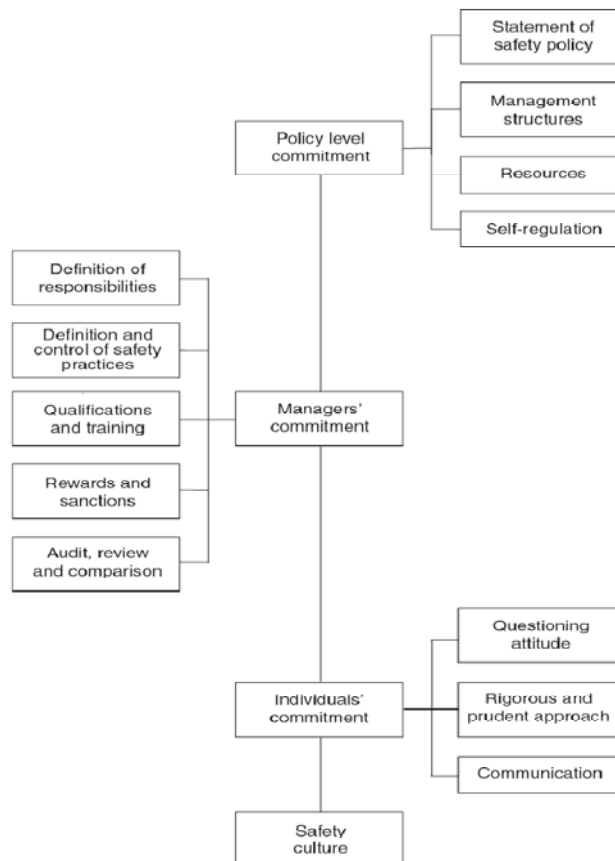 Statement of
safety policy
Management
structures
Policy level
commitment
Resources
Self-regulation
Definition of
responsibilities
Definition and
control of safety
practices
Qualifications
and training
Managers'
commitment
Rewards and
sanctions
Audit, review
and comparison
Questioning
attitude
Individuals'
commitment
Rigorous and
prudent approach
Communication
Safety
culture